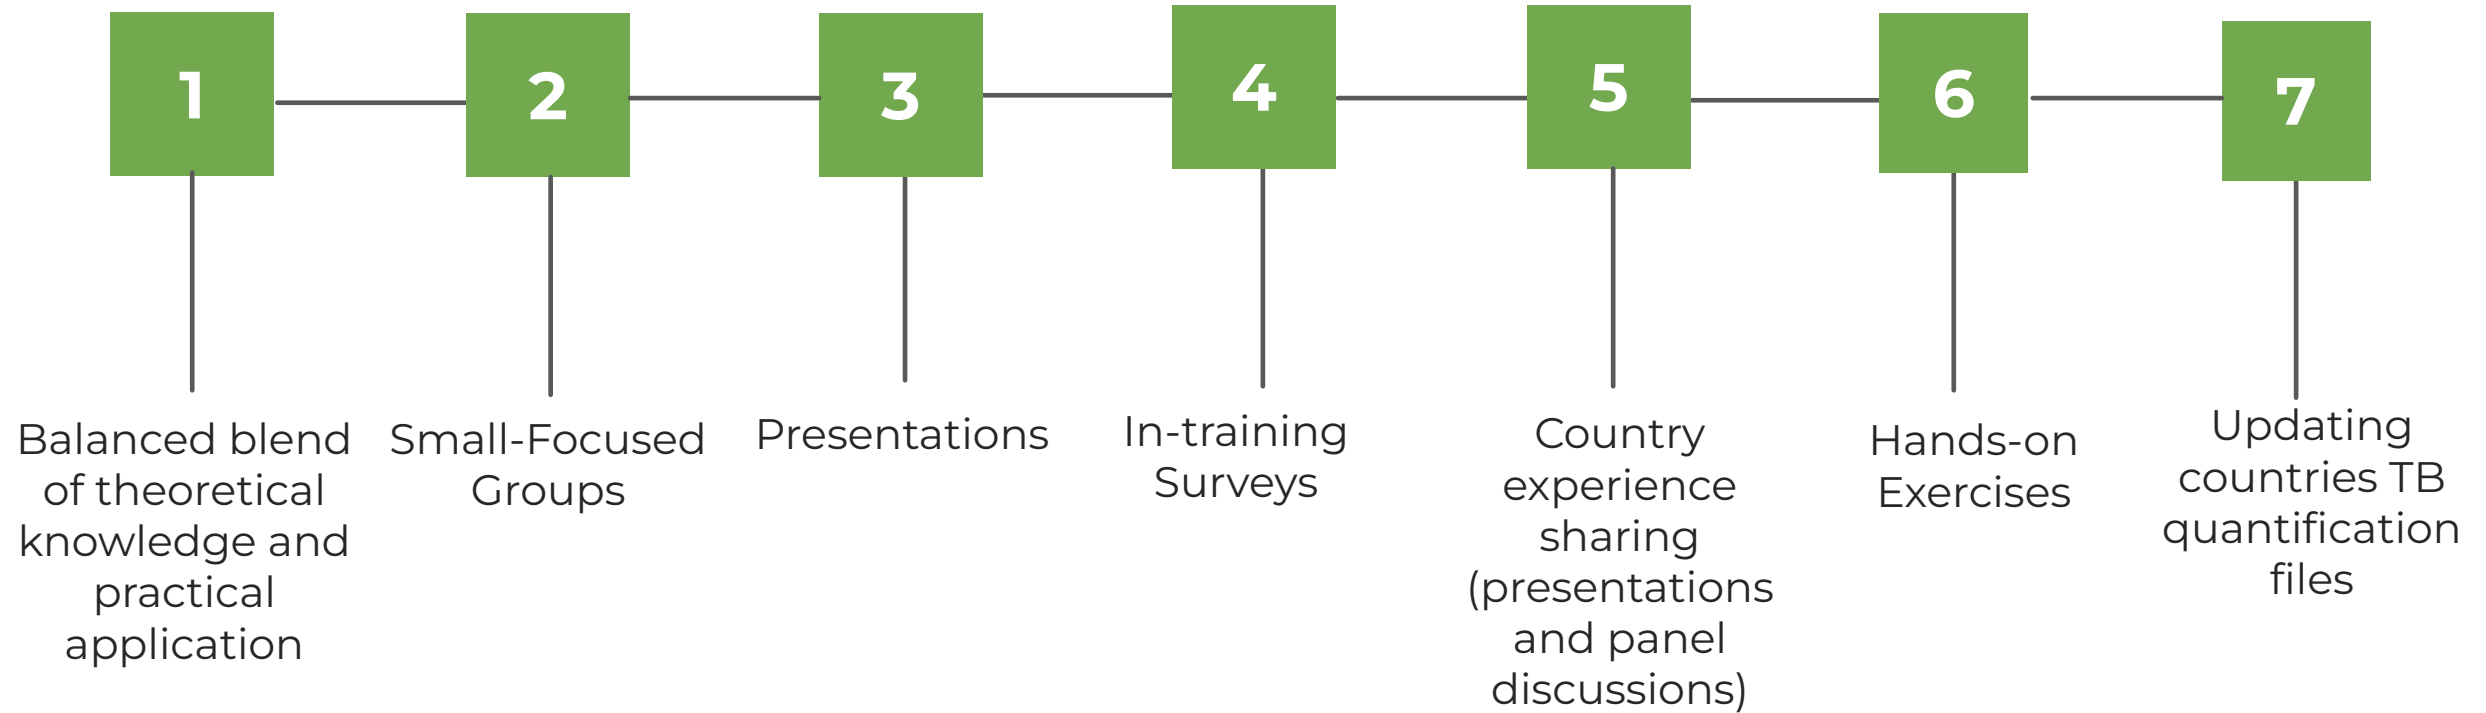 1
2
3
4
5
6
7
Balanced blend
of theoretical
knowledge and
practical
application
Small-Focused
Groups
Presentations
In-training
Surveys
Country
experience
sharing
(presentations
and panel
discussions)
Hands-on
Exercises
Updating
countries TB
quantification
files